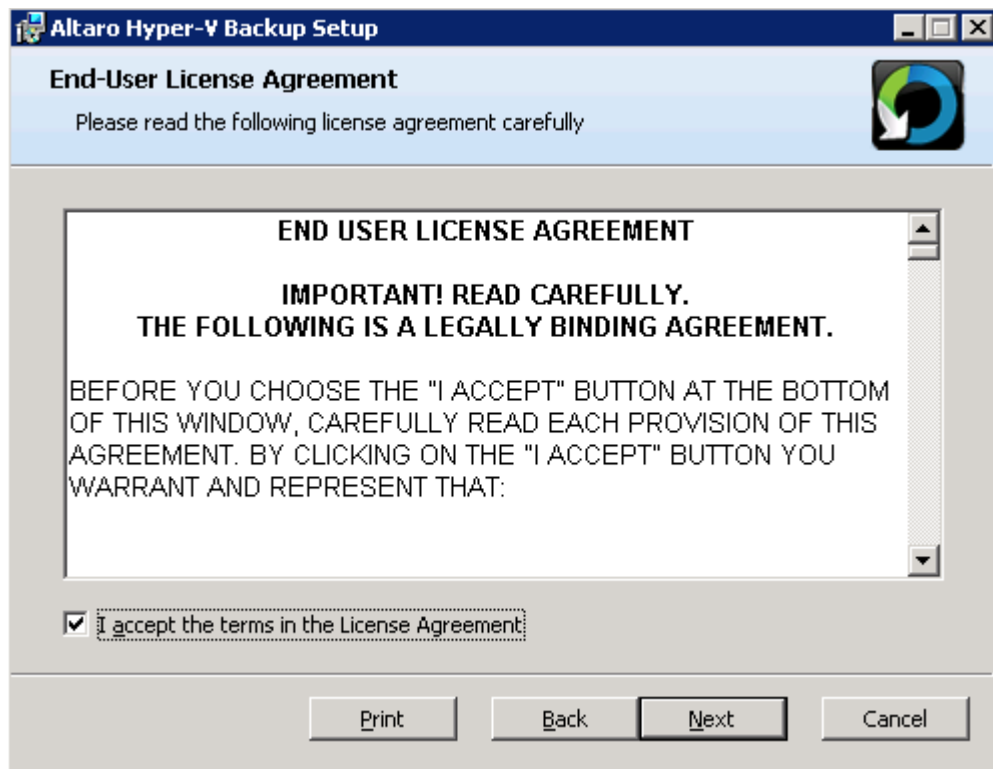 Altaro Hyper-V Backup Setup
End-User License Agreement
Please read the following license agreement carefully
END USER LICENSE AGREEMENT
IMPORTANT! READ CAREFULLY.
THE FOLLOWING IS A LEGALLY BINDING AGREEMENT.
BEFORE YOU CHOOSE THE "I ACCEPT" BUTTON AT THE BOTTOM
OF THIS WINDOW, CAREFULLY READ EACH PROVISION OF THIS
AGREEMENT. BY CLICKING ON THE "I ACCEPT" BUTTON YOU
WARRANT AND REPRESENT THAT:
I accept the terms in the License Agreement
Print Back Next Cancel